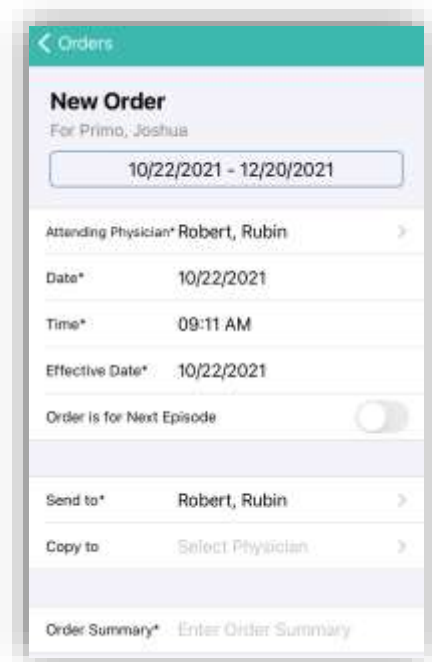 Orders
New Order
For Primo, Joshua
10/22/2021 - 12/20/2021
Attending Physician* Robert, Rubin
Date* 10/22/2021
Time* 09:11 AM
Effective Date* 10/22/2021
Order is for Next Episode
Send to* Robert, Rubin
Copy to Select Physician
Order Summary* Enter Order Summary